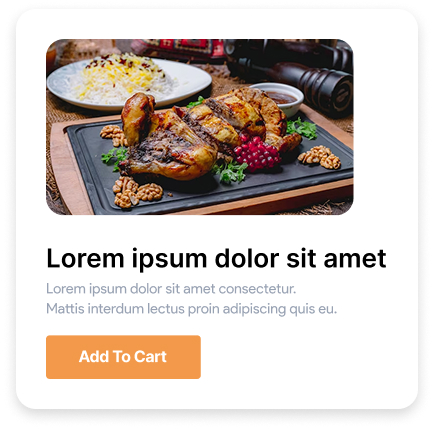 Lorem ipsum dolor sit amet
Lorem ipsum dolor sit amet consectetur.
Mattis interdum lectus proin adipiscing quis eu.
Add To Cart